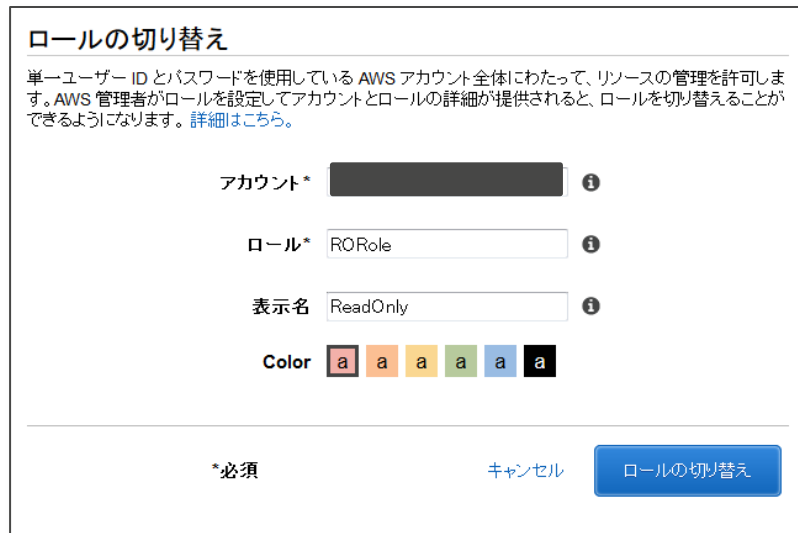 ロールの切り替え
単一ユーザー ID とパスワードを使用している AWS アカウント全体にわたって、リソースの管理を許可しま
す。AWS 管理者がロールを設定してアカウントとロールの詳細が提供されると、ロールを切り替えることが
できるようになります。 詳細はこちら。
アカウント*
ロール* RORole
表示名 ReadOnly
Color a a a a a a
*必須 キャンセル ロールの切り替え